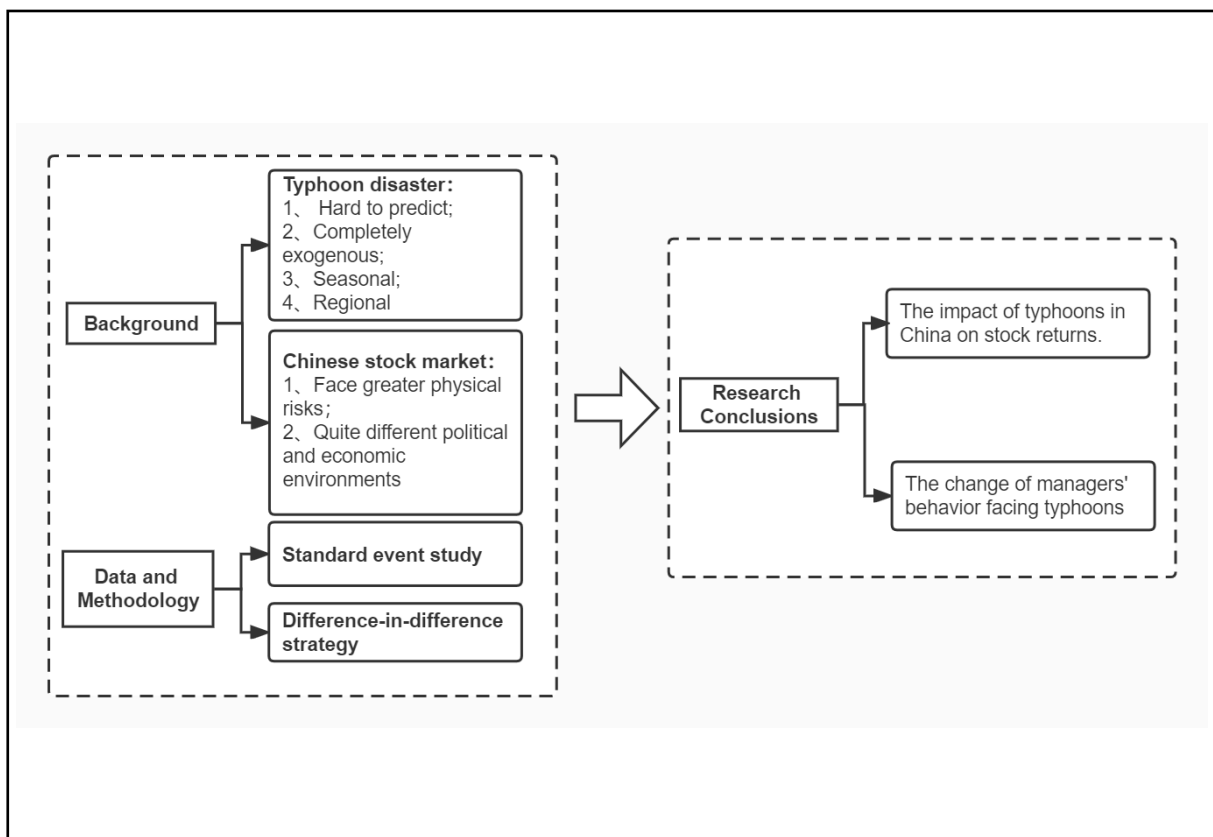 Background
Typhoon disaster：
1、 Hard to predict;
2、Completely
exogenous;
3、Seasonal;
4、Regional
Chinese stock market：
1、Face greater physical
risks；
2、Quite different political
and economic
environments
Data and
Methodology
Standard event study
Difference-in-difference
strategy
Research
Conclusions
The impact of typhoons in
China on stock returns.
The change of managers'
behavior facing typhoons